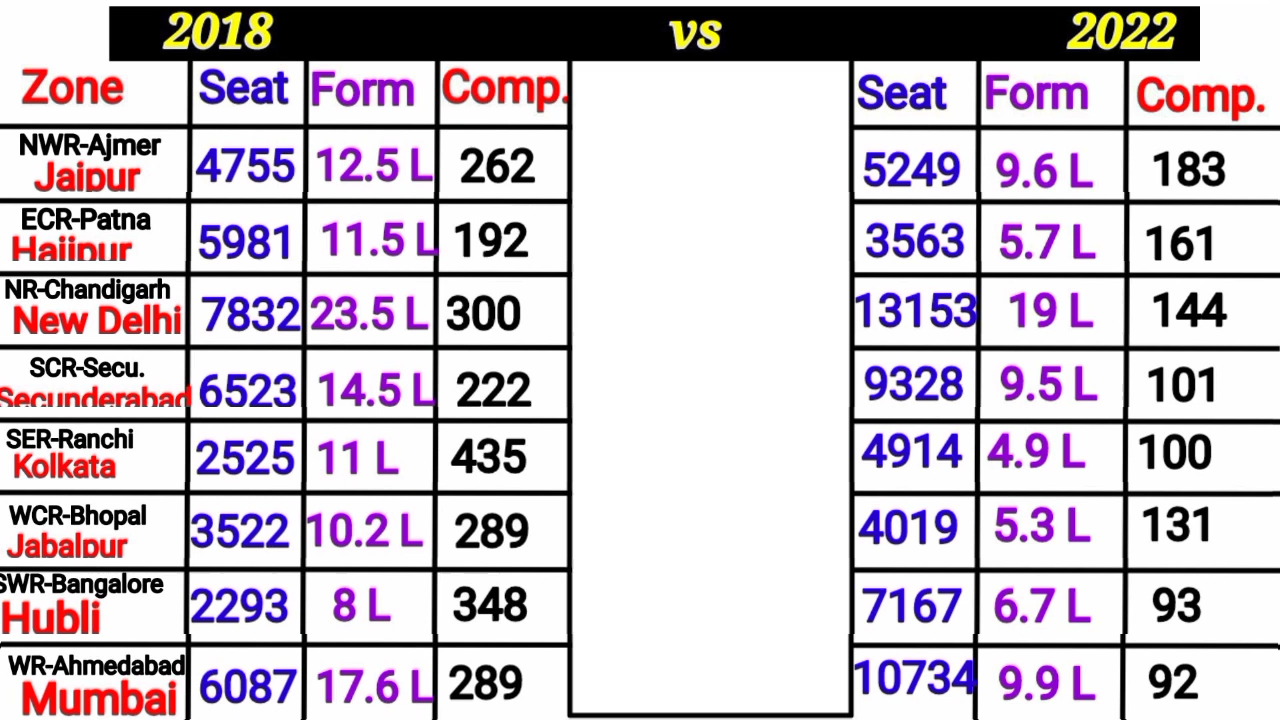 2018 vs 2022
Zone Seat Form Comp. Seat Form Comp.
NWR-Ajmer
Jaipur 4755 12.5 L 262 5249 9.6 L 183
ECR-Patna
Hajipur 5981 11.5 L 192 3563 5.7 L 161
NR-Chandigarh
New Delhi 7832 23.5 L 300 13153 19 L 144
SCR-Secu.
Secunderabad 6523 14.5 L 222 9328 9.5 L 101
SER-Ranchi
Kolkata 2525 11 L 435 4914 4.9 L 100
WCR-Bhopal
Jabalpur 3522 10.2 L 289 4019 5.3 L 131
SWR-Bangalore
Hubli 2293 8 L 348 7167 6.7 L 93
WR-Ahmedabad
Mumbai 6087 17.6 L 289 10734 9.9 L 92